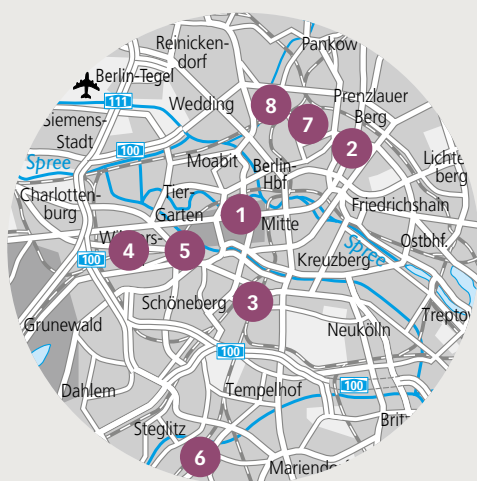 Reinicken-
dorf
Pankow
Berlin-Tegel
111
Wedding
8
Prenzlauer
Berg
7
Siemens-
Stadt
100
Moabit
2
Berlin-
Hbf
Spree
Charlotten-
burg
Tier-
Garten
1
Mitte
Friedrichshain
Ostbhf.
4
5
100
Spree
Kreuzberg
Schöneberg
3
Grunewald
Neukölln
100
Dahlem
Tempelhof
100
Steglitz
6